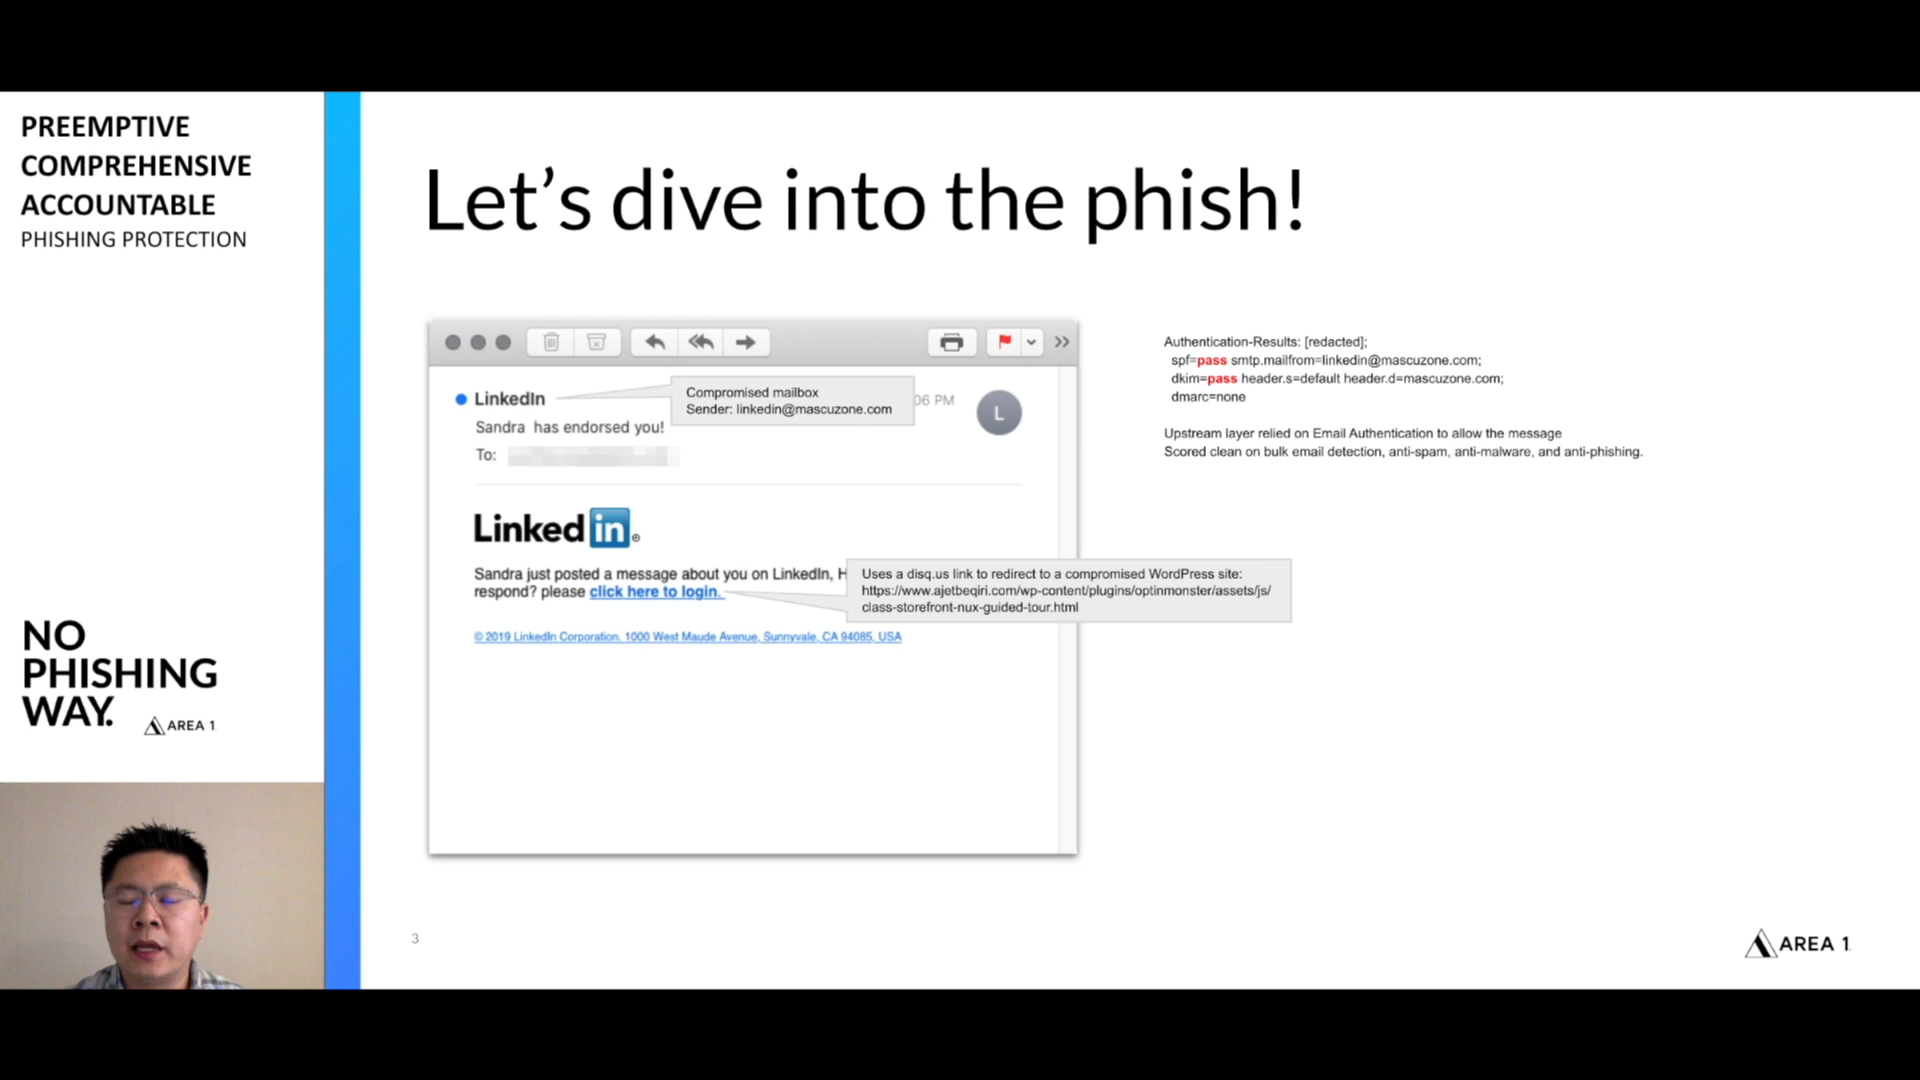 PREEMPTIVE
COMPREHENSIVE
ACCOUNTABLE
PHISHING PROTECTION
NO
PHISHING
WAY.
AREA 1
Let's dive into the phish!
LinkedIn
Compromised mailbox
Sender: linkedin@mascuzone.com
06 PM
L
Sandra has endorsed you!
To:
Linked in
Sandra just posted a message about you on LinkedIn, H
respond? please click here to login.
Uses a disq.us link to redirect to a compromised WordPress site:
https://www.ajetbeqiri.com/wp-content/plugins/optinmonster/assets/js/
class-storefront-nux-guided-tour.html
© 2019 LinkedIn Corporation. 1000 West Maude Avenue, Sunnyvale, CA 94085, USA
Authentication-Results: [redacted];
spf=pass smtp.mailfrom=linkedin@mascuzone.com;
dkim=pass header.s=default header.d=mascuzone.com;
dmarc=none
Upstream layer relied on Email Authentication to allow the message
Scored clean on bulk email detection, anti-spam, anti-malware, and anti-phishing.
3
AREA 1